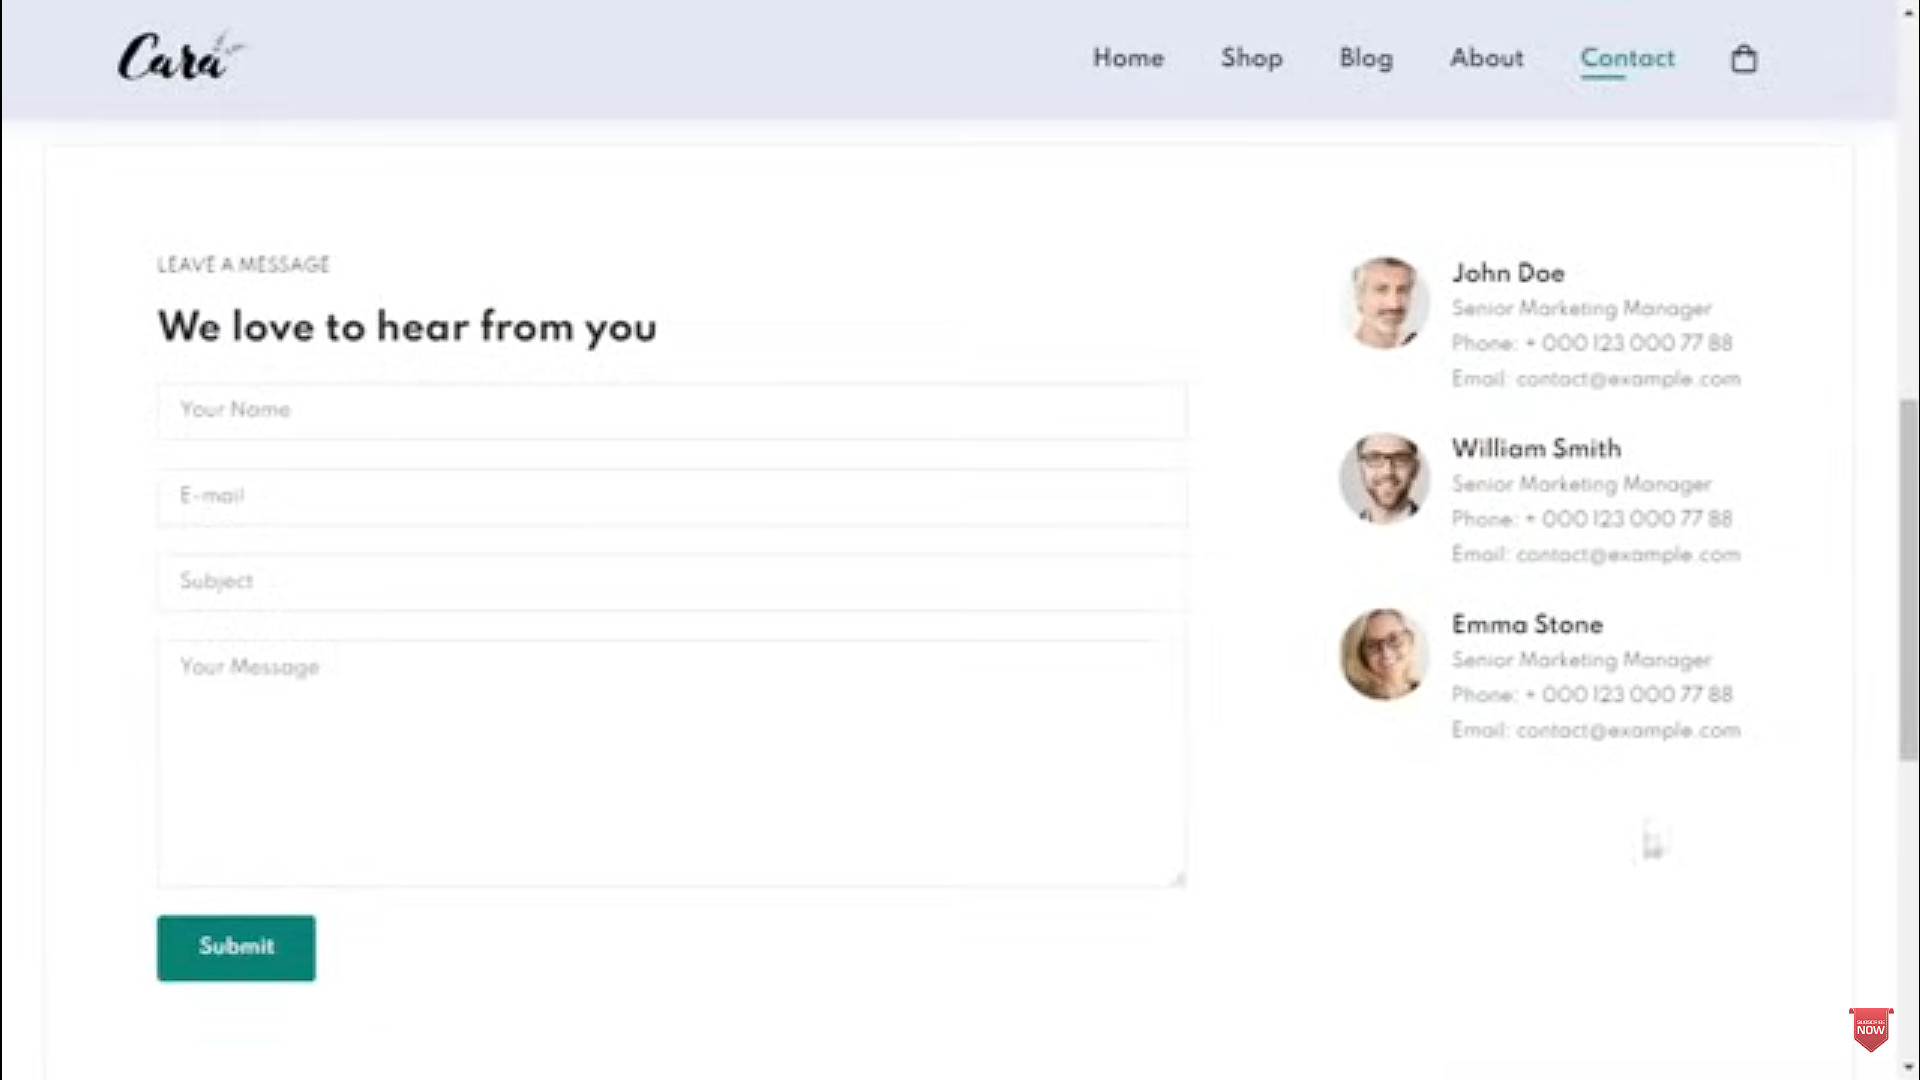 Cara
Home Shop Blog About Contact
LEAVE A MESSAGE
We love to hear from you
Your Name
E-mail
Subject
Your Message
Submit
John Doe
Senior Marketing Manager
Phone: + 000 123 000 77 88
Email: contact@example.com
William Smith
Senior Marketing Manager
Phone: + 000 123 000 77 88
Email: contact@example.com
Emma Stone
Senior Marketing Manager
Phone: + 000 123 000 77 88
Email: contact@example.com
SUBSCRIBE
NOW